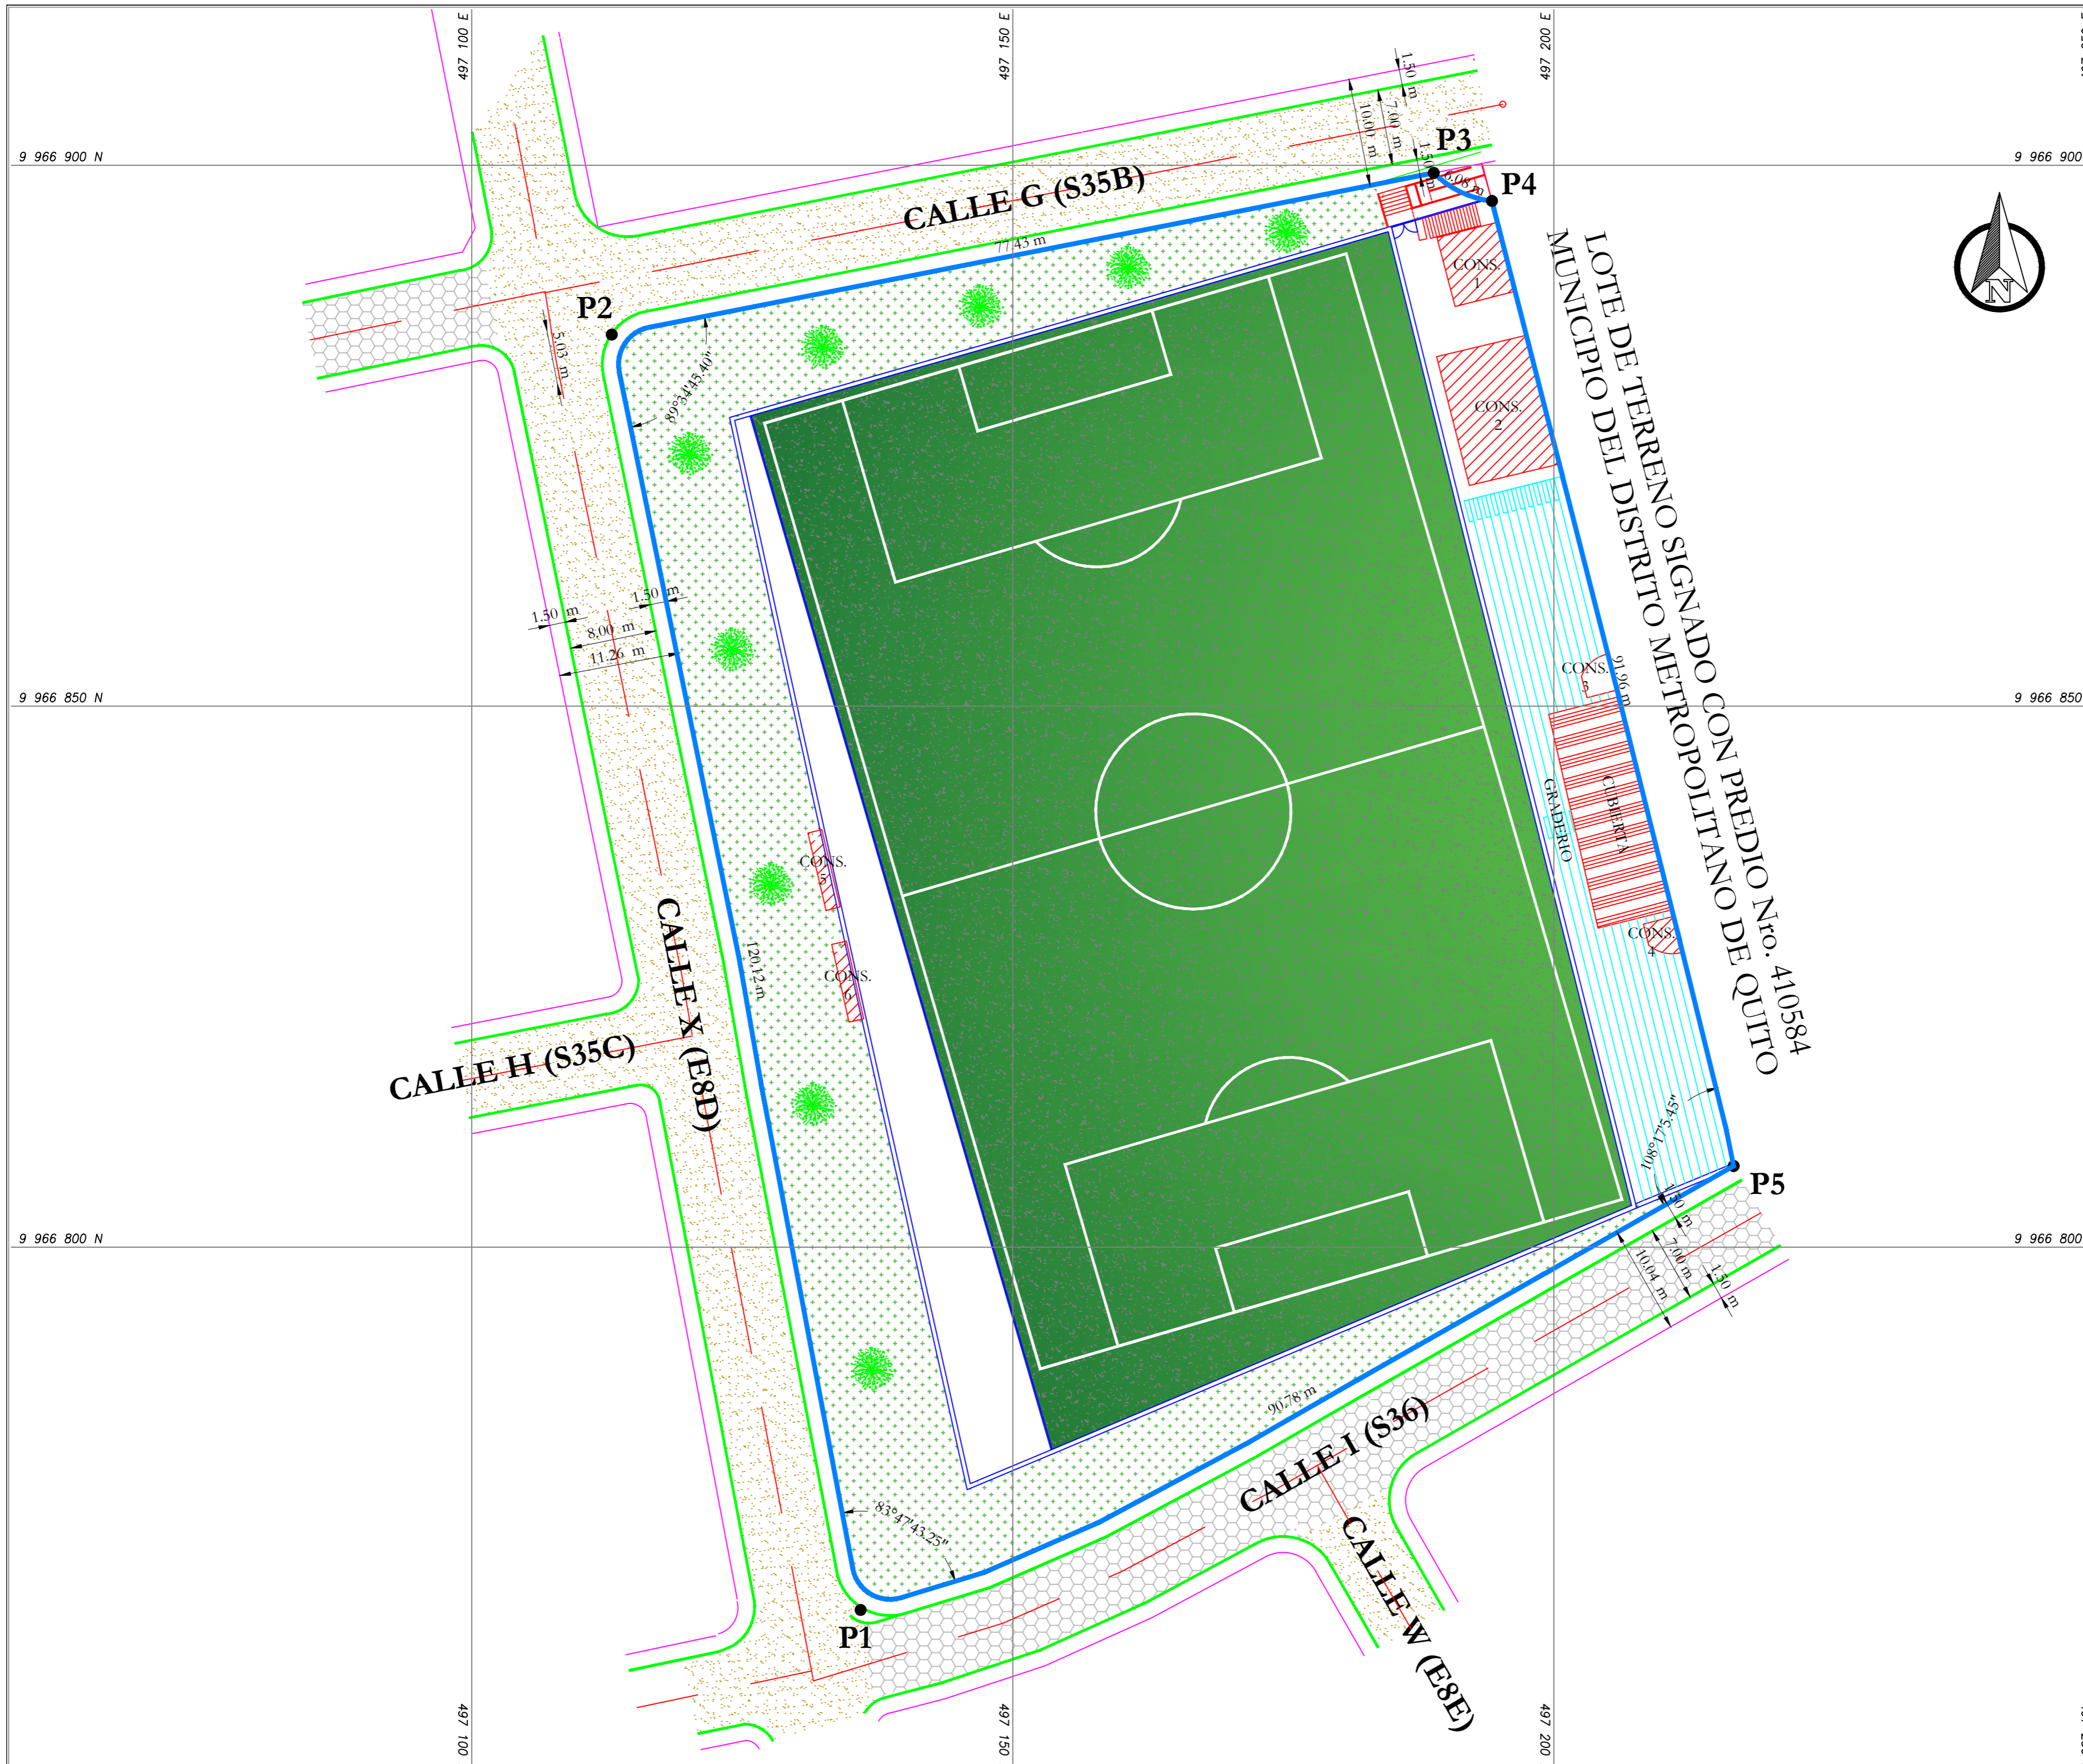 497 100 E
497 150 E
497 200 E
9 966 900 N
9 966 900
1.50 m
7.00 m
10.00 m
1.50 m
P3
6.08 m
P4
CALLE G (S35B)
77.43 m
P2
5.03 m
89°34'45.40"
N
CONS.
1
CONS.
2
LOTE DE TERRENO SIGNADO CON PREDIO Nro. 410584
MUNICIPIO DEL DISTRITO METROPOLITANO DE QUITO
1.50 m
1.50 m
8.00 m
11.26 m
CONS.
91.96 m
9 966 850 N
9 966 850
GRADERIO
CUBIERTA
CONS.
5
CONS.
4
CONS.
6
120.12 m
CALLE X (E8D)
CALLE H (S35C)
108°17'5.45"
P5
1.50 m
7.00 m
10.04 m
1.50 m
9 966 800 N
9 966 800
90.78 m
CALLE I (S36)
83°47'43.25"
CALLE W (E8E)
P1
497 100
497 150
497 200